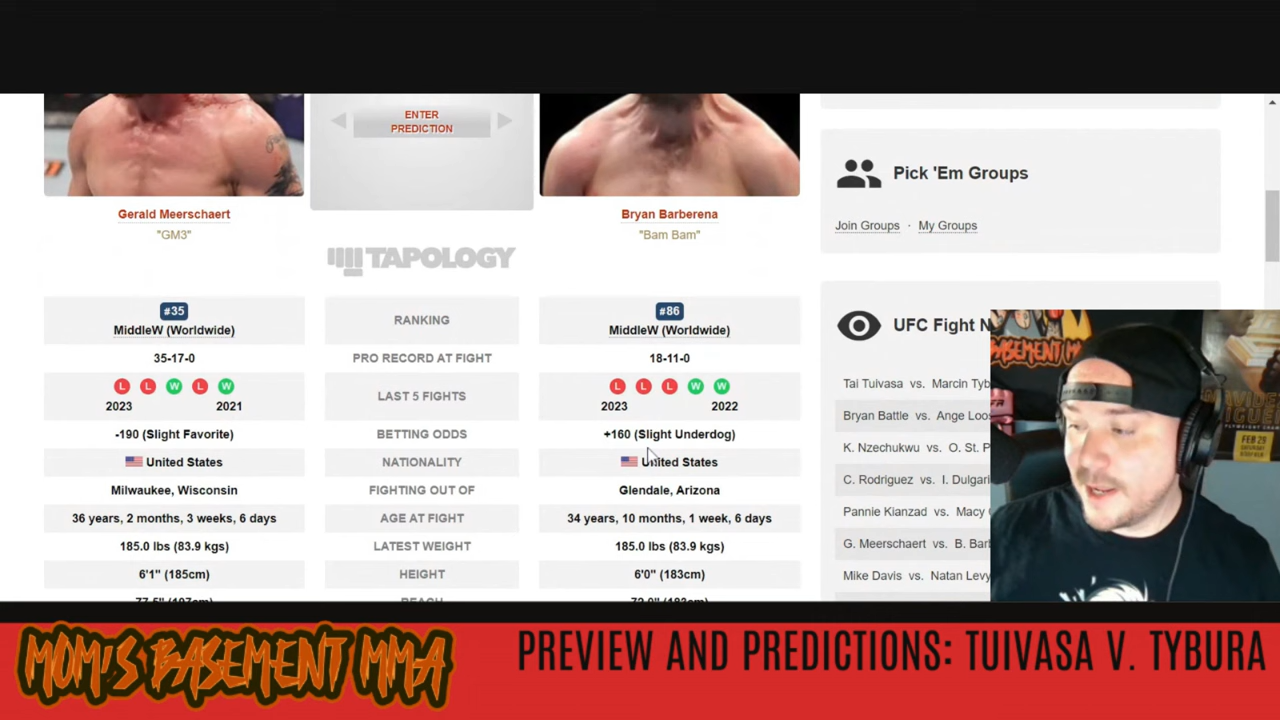 ENTER
PREDICTION
Gerald Meerschaert
"GM3"
Bryan Barberena
"Bam Bam"
TAPOLOGY
#35
MiddleW (Worldwide)
RANKING
#86
MiddleW (Worldwide)
35-17-0
PRO RECORD AT FIGHT
18-11-0
L L W L W
2023 2021
LAST 5 FIGHTS
L L L W W
2023 2022
-190 (Slight Favorite)
BETTING ODDS
+160 (Slight Underdog)
United States
NATIONALITY
United States
Milwaukee, Wisconsin
FIGHTING OUT OF
Glendale, Arizona
36 years, 2 months, 3 weeks, 6 days
AGE AT FIGHT
34 years, 10 months, 1 week, 6 days
185.0 lbs (83.9 kgs)
LATEST WEIGHT
185.0 lbs (83.9 kgs)
6'1" (185cm)
HEIGHT
6'0" (183cm)
Pick 'Em Groups
Join Groups · My Groups
UFC Fight N
Tai Tuivasa vs. Marcin Tyb
Bryan Battle vs. Ange Loos
K. Nzechukwu vs. O. St. P
C. Rodriguez vs. I. Dulgari
Pannie Kianzad vs. Macy
G. Meerschaert vs. B. Bar
Mike Davis vs. Natan Levy
BASEMENT M
FEB 29
MOM'S BASEMENT MMA
PREVIEW AND PREDICTIONS: TUIVASA V. TYBURA